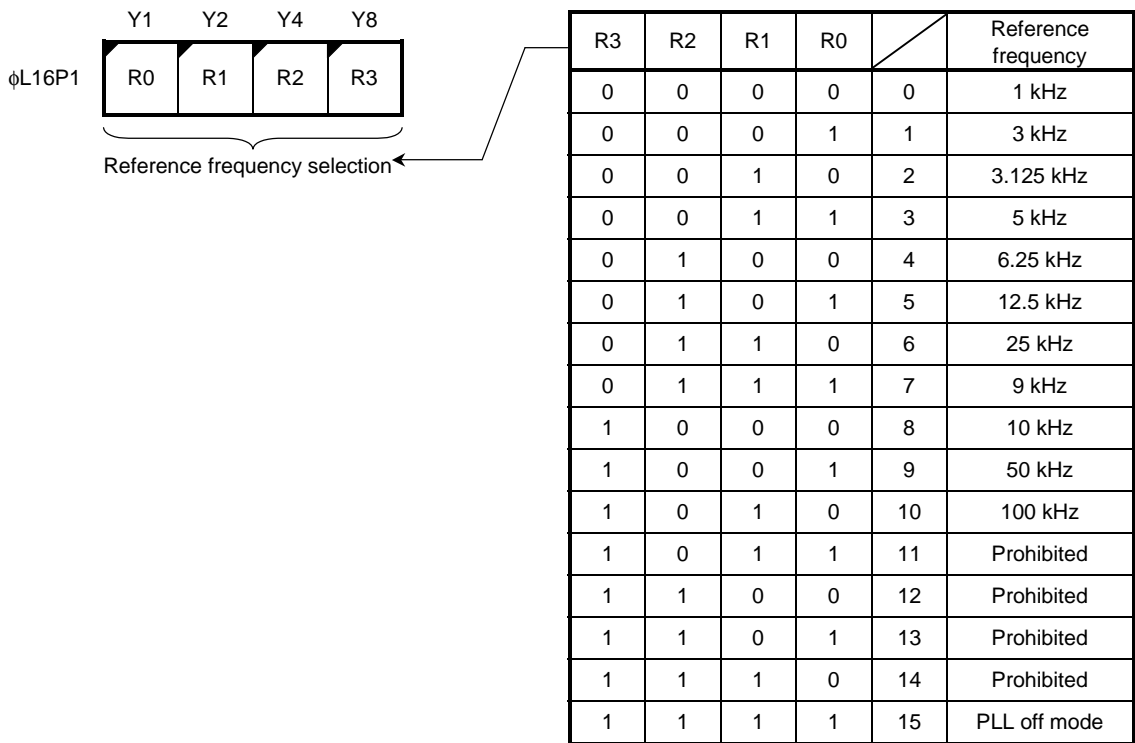 Y1 Y2 Y4 Y8
φL16P1 R0 R1 R2 R3
Reference frequency selection
R3 R2 R1 R0 Reference
frequency
0 0 0 0 0 1 kHz
0 0 0 1 1 3 kHz
0 0 1 0 2 3.125 kHz
0 0 1 1 3 5 kHz
0 1 0 0 4 6.25 kHz
0 1 0 1 5 12.5 kHz
0 1 1 0 6 25 kHz
0 1 1 1 7 9 kHz
1 0 0 0 8 10 kHz
1 0 0 1 9 50 kHz
1 0 1 0 10 100 kHz
1 0 1 1 11 Prohibited
1 1 0 0 12 Prohibited
1 1 0 1 13 Prohibited
1 1 1 0 14 Prohibited
1 1 1 1 15 PLL off mode